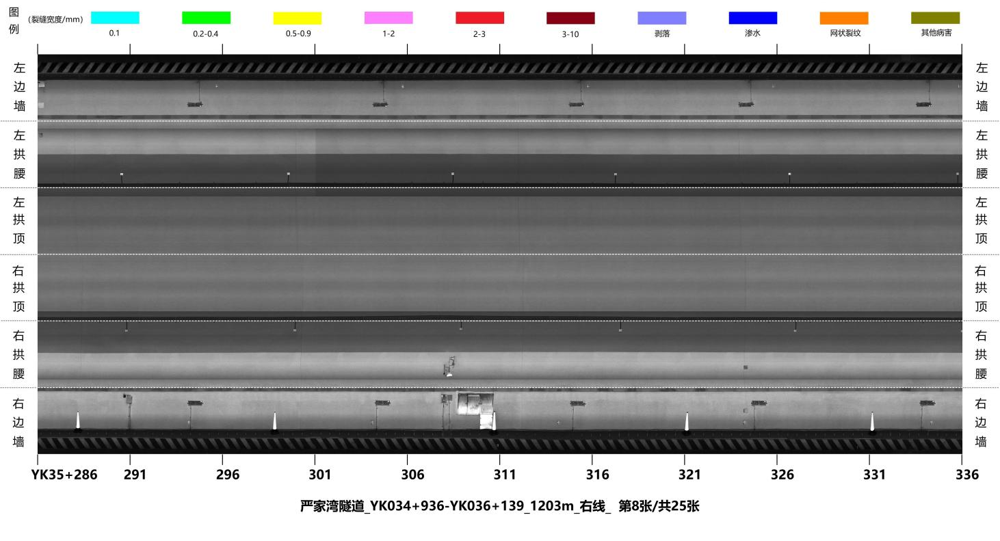 图例 (裂缝宽度/mm) 0.1 0.2-0.4 0.5-0.9 1-2 2-3 3-10 剥落 渗水 网状裂纹 其他病害
左边墙 左边墙
左拱腰 左拱腰
左拱顶 左拱顶
右拱顶 右拱顶
右拱腰 右拱腰
右边墙 右边墙
YK35+286 291 296 301 306 311 316 321 326 331 336
严家湾隧道_YK034+936-YK036+139_1203m_右线_ 第8张/共25张